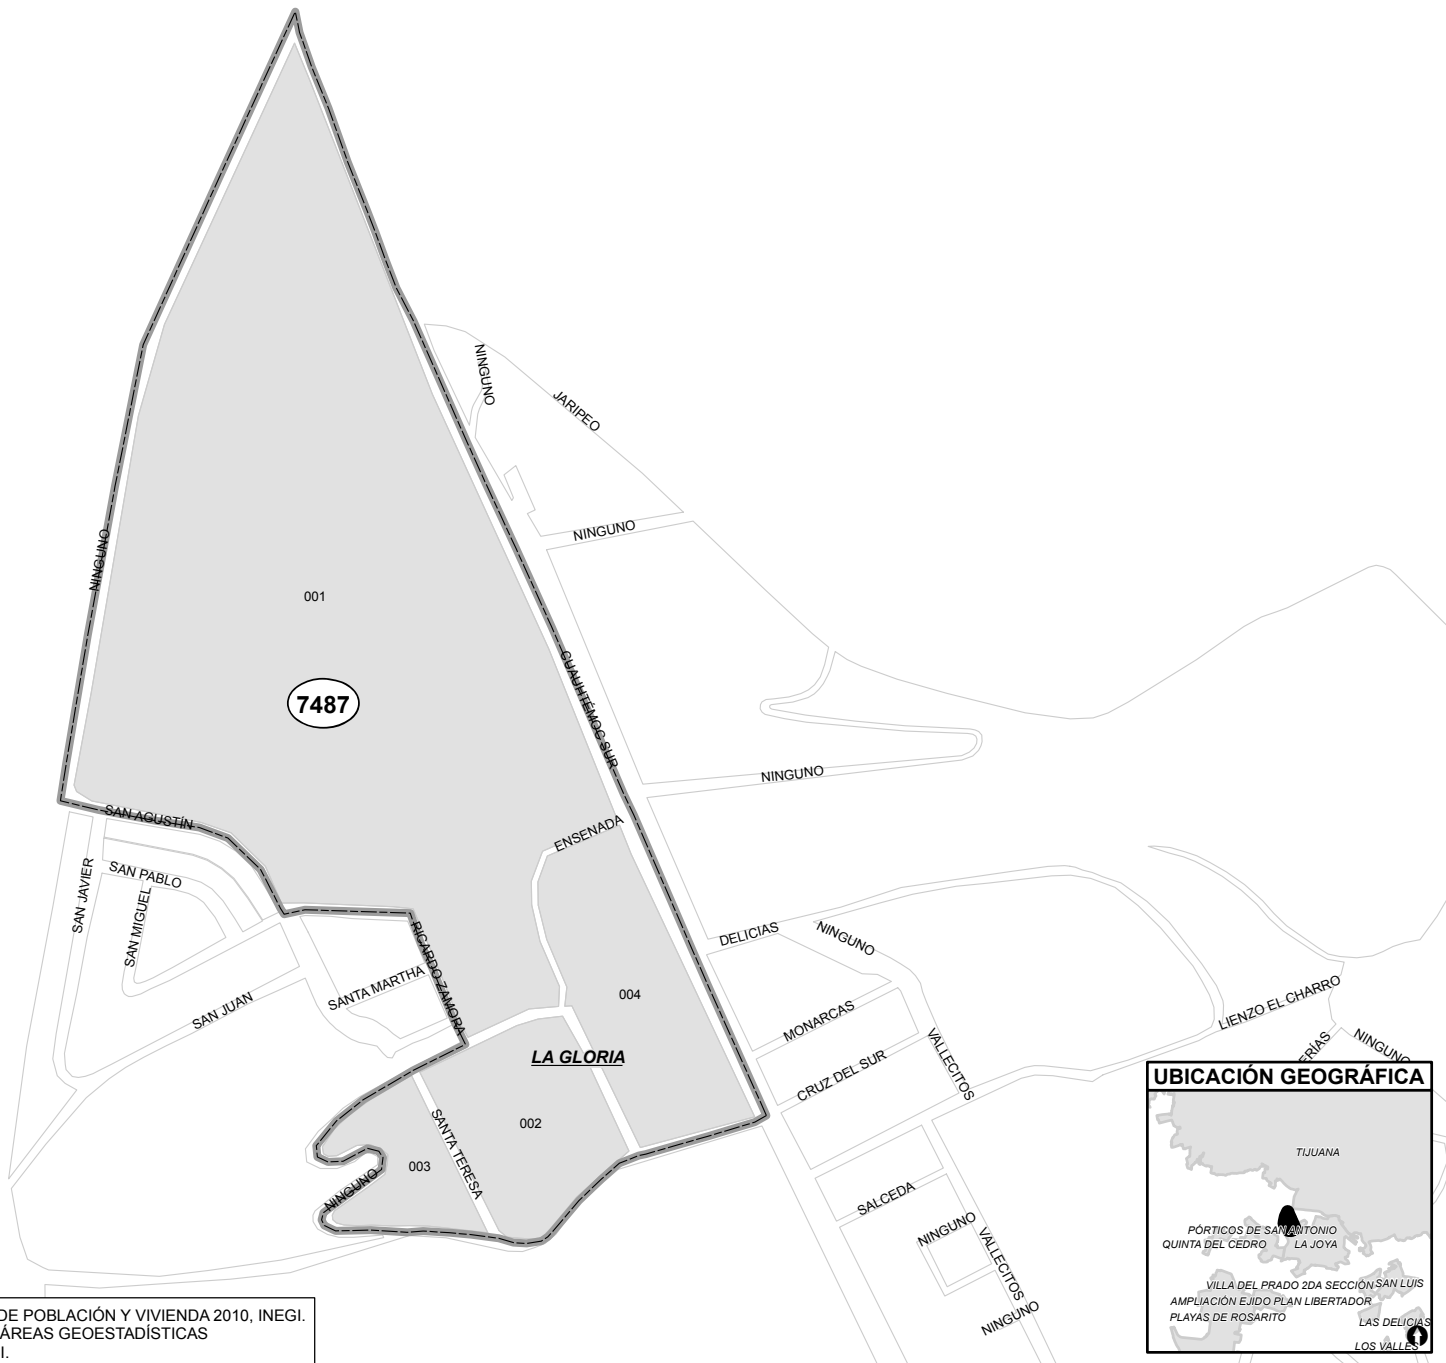 NINGUNO
JARIPEO
NINGUNO
NINGUNO
001
7487
CUAUHTÉMOC SUR
NINGUNO
SAN AGUSTÍN
ENSENADA
SAN PABLO
SAN JAVIER
SAN MIGUEL
RICARDO ZAMORA
DELICIAS
NINGUNO
SANTA MARTHA
SAN JUAN
004
MONARCAS
LIENZO EL CHARRO
ERÍAS
NINGUNO
LA GLORIA
VALLECITOS
CRUZ DEL SUR
002
SANTA TERESA
003
NINGUNO
SALCEDA
NINGUNO
VALLECITOS
NINGUNO
UBICACIÓN GEOGRÁFICA
TIJUANA
PÓRTICOS DE SAN ANTONIO
QUINTA DEL CEDRO
LA JOYA
VILLA DEL PRADO 2DA SECCIÓN
SAN LUIS
AMPLIACIÓN EJIDO PLAN LIBERTADOR
PLAYAS DE ROSARITO
LAS DELICIAS
LOS VALLES
DE POBLACIÓN Y VIVIENDA 2010, INEGI.
ÁREAS GEOESTADÍSTICAS
I.